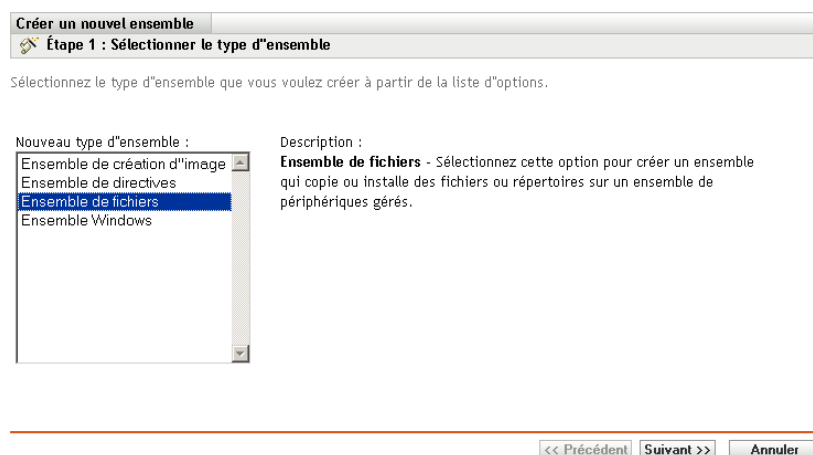 Créer un nouvel ensemble
Étape 1 : Sélectionner le type d"ensemble
Sélectionnez le type d"ensemble que vous voulez créer à partir de la liste d"options.
Nouveau type d"ensemble :
Ensemble de création d"image
Ensemble de directives
Ensemble de fichiers
Ensemble Windows
Description :
Ensemble de fichiers - Sélectionnez cette option pour créer un ensemble
qui copie ou installe des fichiers ou répertoires sur un ensemble de
périphériques gérés.
<< Précédent
Suivant >>
Annuler